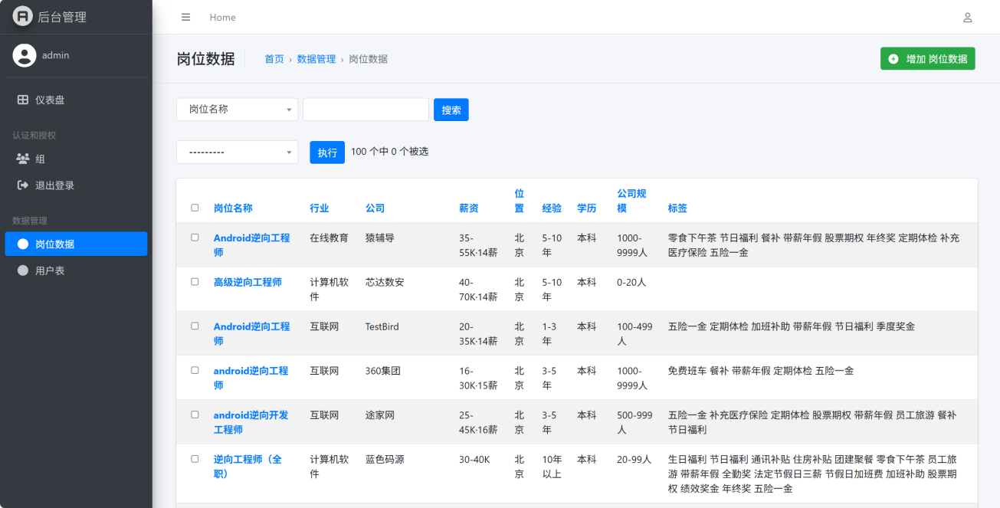 后台管理
admin
仪表盘
认证和授权
组
退出登录
数据管理
岗位数据
用户表
Home
岗位数据
首页 › 数据管理 › 岗位数据
增加 岗位数据
岗位名称
搜索
---------
执行
100 个中 0 个被选
岗位名称 行业 公司 薪资 位置 经验 学历 公司规模 标签
Android逆向工程师 在线教育 猿辅导 35-55K·14薪 北京 5-10年 本科 1000-9999人 零食下午茶 节日福利 餐补 带薪年假 股票期权 年终奖 定期体检 补充医疗保险 五险一金
高级逆向工程师 计算机软件 芯达数安 40-70K·14薪 北京 5-10年 本科 0-20人
Android逆向工程师 互联网 TestBird 20-35K·14薪 北京 1-3年 本科 100-499人 五险一金 定期体检 加班补助 带薪年假 节日福利 季度奖金
android逆向工程师 互联网 360集团 16-30K·15薪 北京 3-5年 本科 1000-9999人 免费班车 餐补 带薪年假 定期体检 五险一金
android逆向开发工程师 互联网 途家网 25-45K·16薪 北京 3-5年 本科 500-999人 五险一金 补充医疗保险 定期体检 股票期权 带薪年假 员工旅游 餐补 节日福利
逆向工程师（全职） 计算机软件 蓝色码源 30-40K 北京 10年以上 本科 20-99人 生日福利 节日福利 通讯补贴 住房补贴 团建聚餐 零食下午茶 员工旅游 带薪年假 全勤奖 法定节假日三薪 节假日加班费 加班补助 股票期权 绩效奖金 年终奖 五险一金